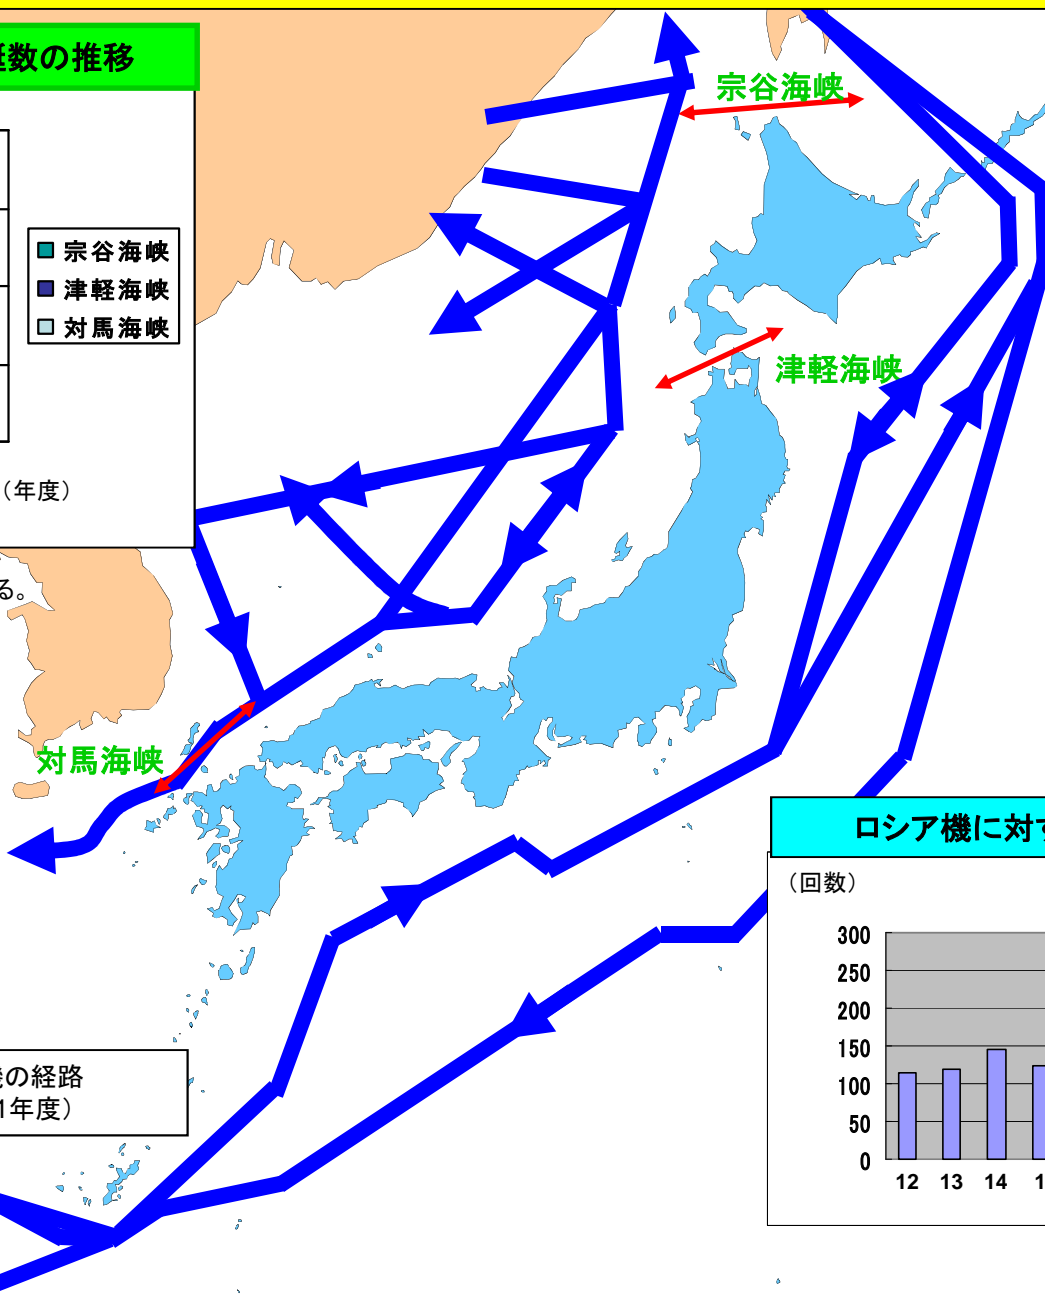 数の推移
宗谷海峡
宗谷海峡
津軽海峡
対馬海峡
津軽海峡
（年度）
る。
対馬海峡
ロシア機に対
（回数）
300
250
200
150
100
50
0
12 13 14
の経路
1年度）